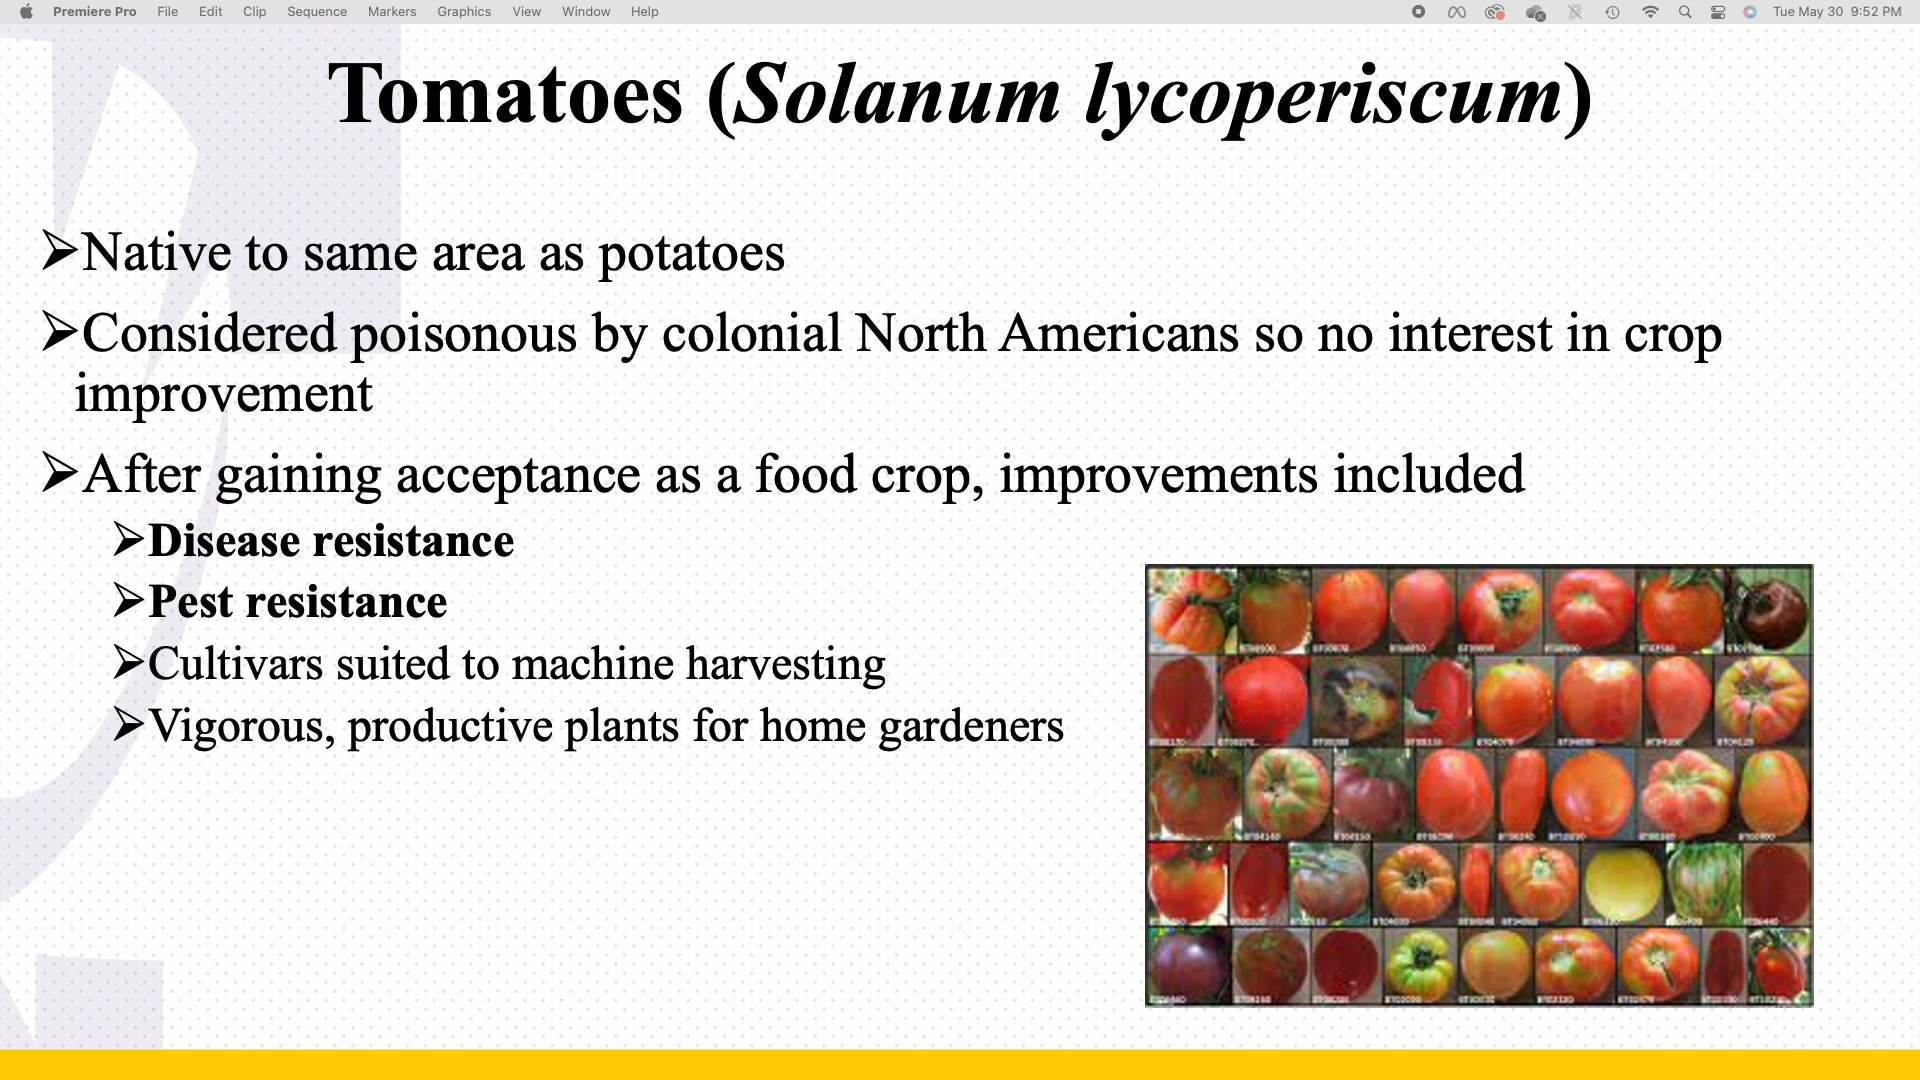 Premiere Pro File Edit Clip Sequence Markers Graphics View Window Help Tue May 30 9:52 PM
Tomatoes (Solanum lycoperiscum)
Native to same area as potatoes
Considered poisonous by colonial North Americans so no interest in crop
improvement
After gaining acceptance as a food crop, improvements included
Disease resistance
Pest resistance
Cultivars suited to machine harvesting
Vigorous, productive plants for home gardeners